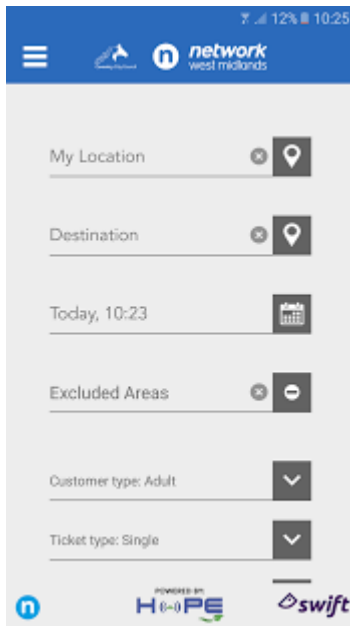 12% 10:25
n network
west midlands
My Location
Destination
Today, 10:23
Excluded Areas
Customer type: Adult
Ticket type: Single
n
POWERED BY:
HOPE
swift